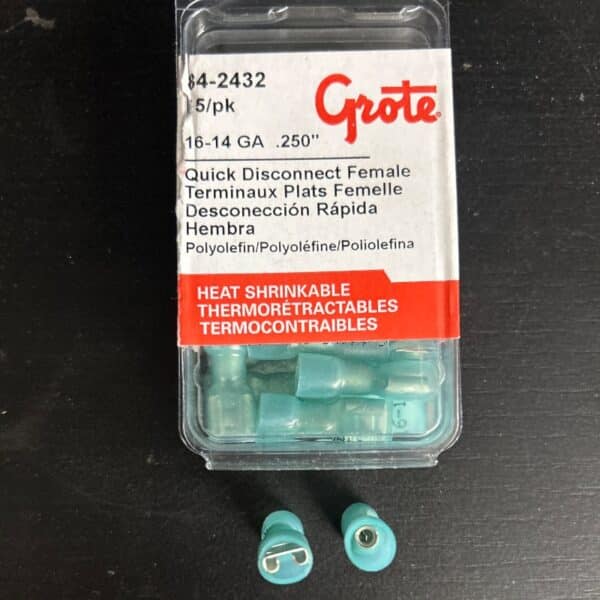 84-2432
5/pk
Grote
16-14 GA .250"
Quick Disconnect Female
Terminaux Plats Femelle
Desconección Rápida
Hembra
Polyolefin/Polyoléfine/Poliolefina
HEAT SHRINKABLE
THERMORÉTRACTABLES
TERMOCONTRAIBLES